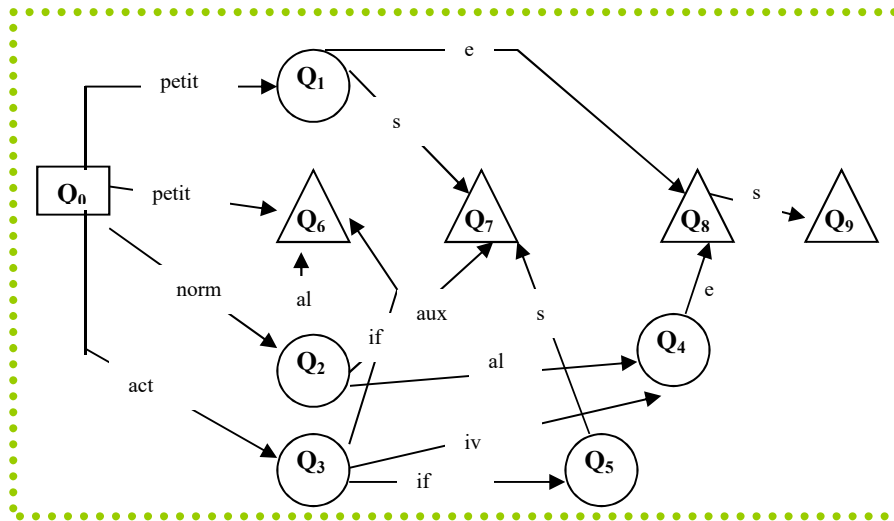 e
petit
Q1
s
Q0
petit
Q6
Q7
Q8
s
Q9
norm
al
aux
s
e
if
Q2
al
Q4
act
iv
Q3
if
Q5